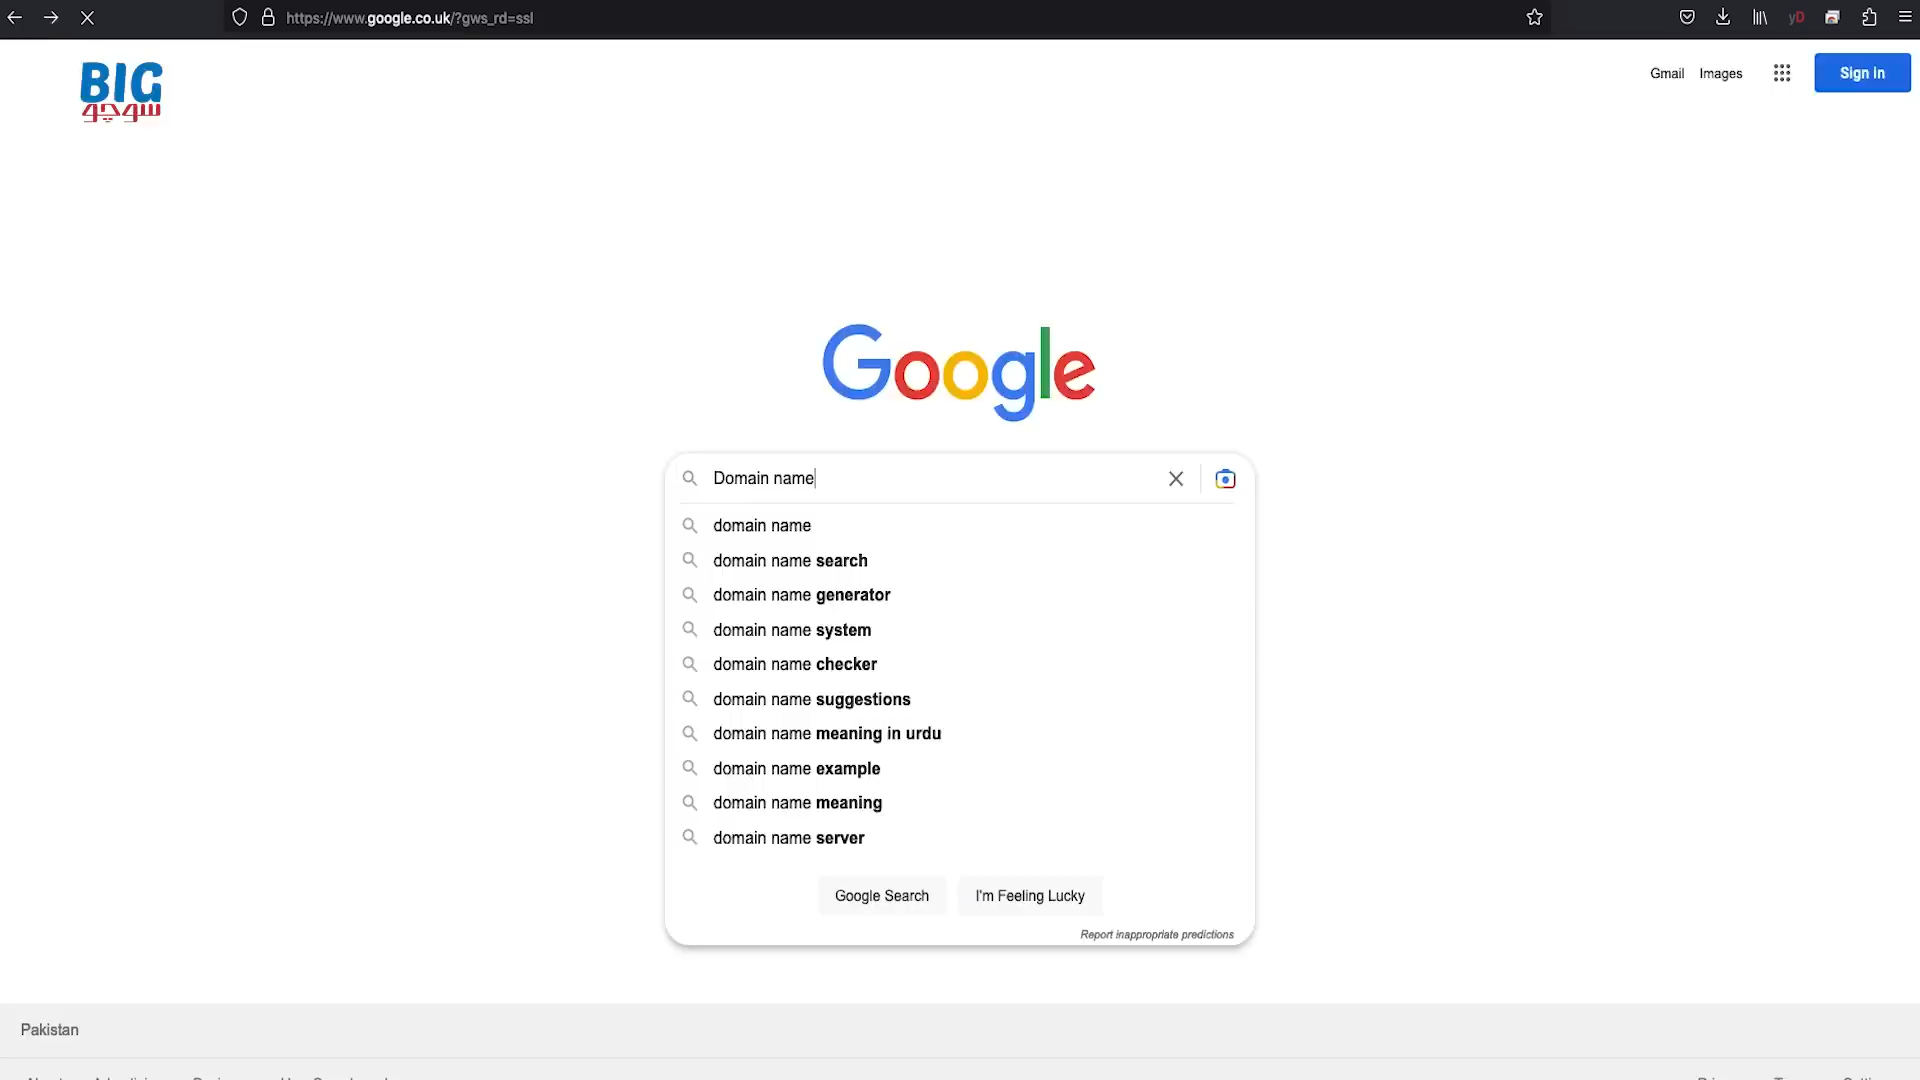 https://www.google.co.uk/?gws_rd=ssl
BIG
سوچو
Gmail Images Sign in
Google
Domain name
domain name
domain name search
domain name generator
domain name system
domain name checker
domain name suggestions
domain name meaning in urdu
domain name example
domain name meaning
domain name server
Google Search I'm Feeling Lucky
Report inappropriate predictions
Pakistan